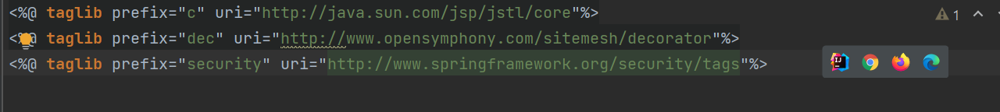 <%@ taglib prefix="c" uri="http://java.sun.com/jsp/jstl/core"%>
1
<%@ taglib prefix="dec" uri="http://www.opensymphony.com/sitemesh/decorator"%>
<%@ taglib prefix="security" uri="http://www.springframework.org/security/tags"%>